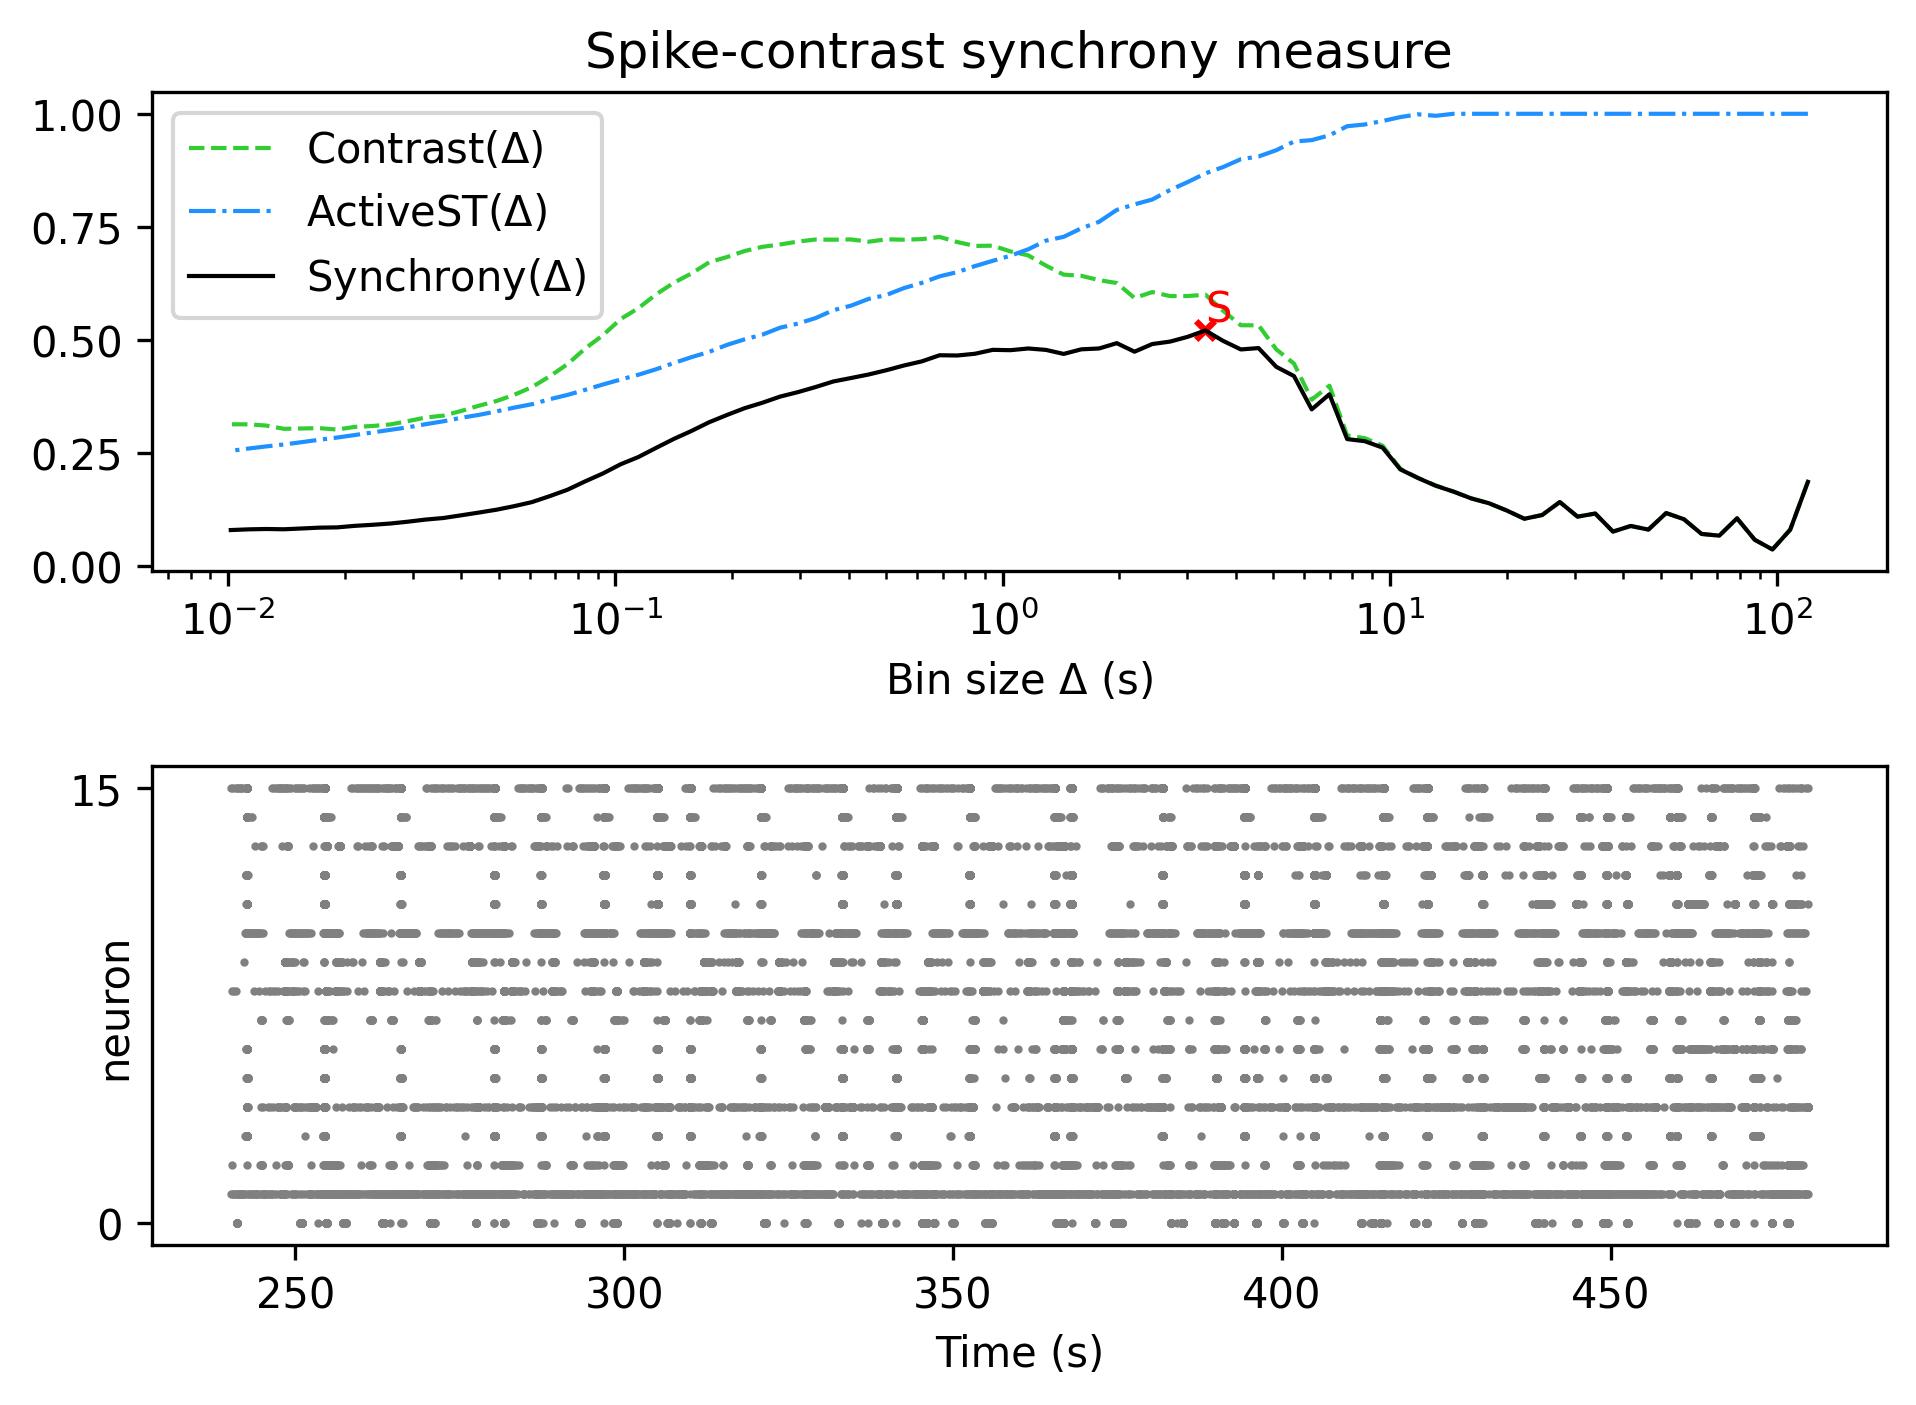 Spike-contrast synchrony measure
1.00
0.75
0.50
0.25
0.00
Contrast(Δ)
ActiveST(Δ)
Synchrony(Δ)
S
10⁻² 10⁻¹ 10⁰ 10¹ 10²
Bin size Δ (s)
15
0
neuron
250 300 350 400 450
Time (s)